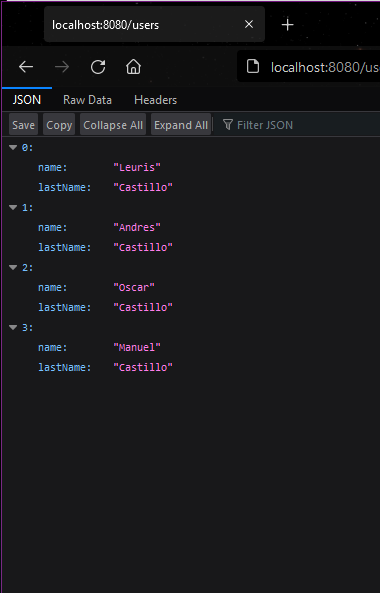 localhost:8080/users
localhost:8080/us
JSON Raw Data Headers
Save Copy Collapse All Expand All Filter JSON
0:
name: "Leuris"
lastName: "Castillo"
1:
name: "Andres"
lastName: "Castillo"
2:
name: "Oscar"
lastName: "Castillo"
3:
name: "Manuel"
lastName: "Castillo"